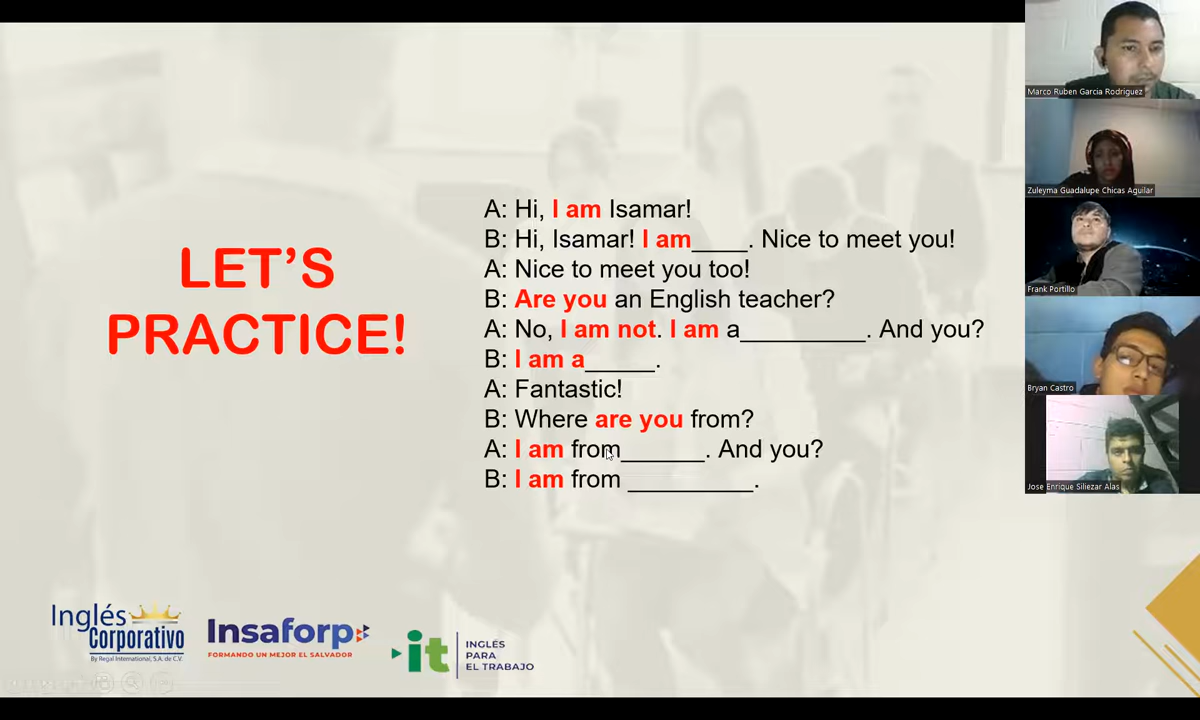 LET'S
PRACTICE!
A: Hi, I am Isamar!
B: Hi, Isamar! I am____. Nice to meet you!
A: Nice to meet you too!
B: Are you an English teacher?
A: No, I am not. I am a_________. And you?
B: I am a_____.
A: Fantastic!
B: Where are you from?
A: I am from______. And you?
B: I am from _________.
Inglés
Corporativo
By Regal International, S.A. de C.V.
Insaforp
FORMANDO UN MEJOR EL SALVADOR
it
INGLÉS
PARA
EL TRABAJO
Marco Ruben Garcia Rodriguez
Zuleyma Guadalupe Chicas Aguilar
Frank Portillo
Bryan Castro
Jose Enrique Siliezar Alas